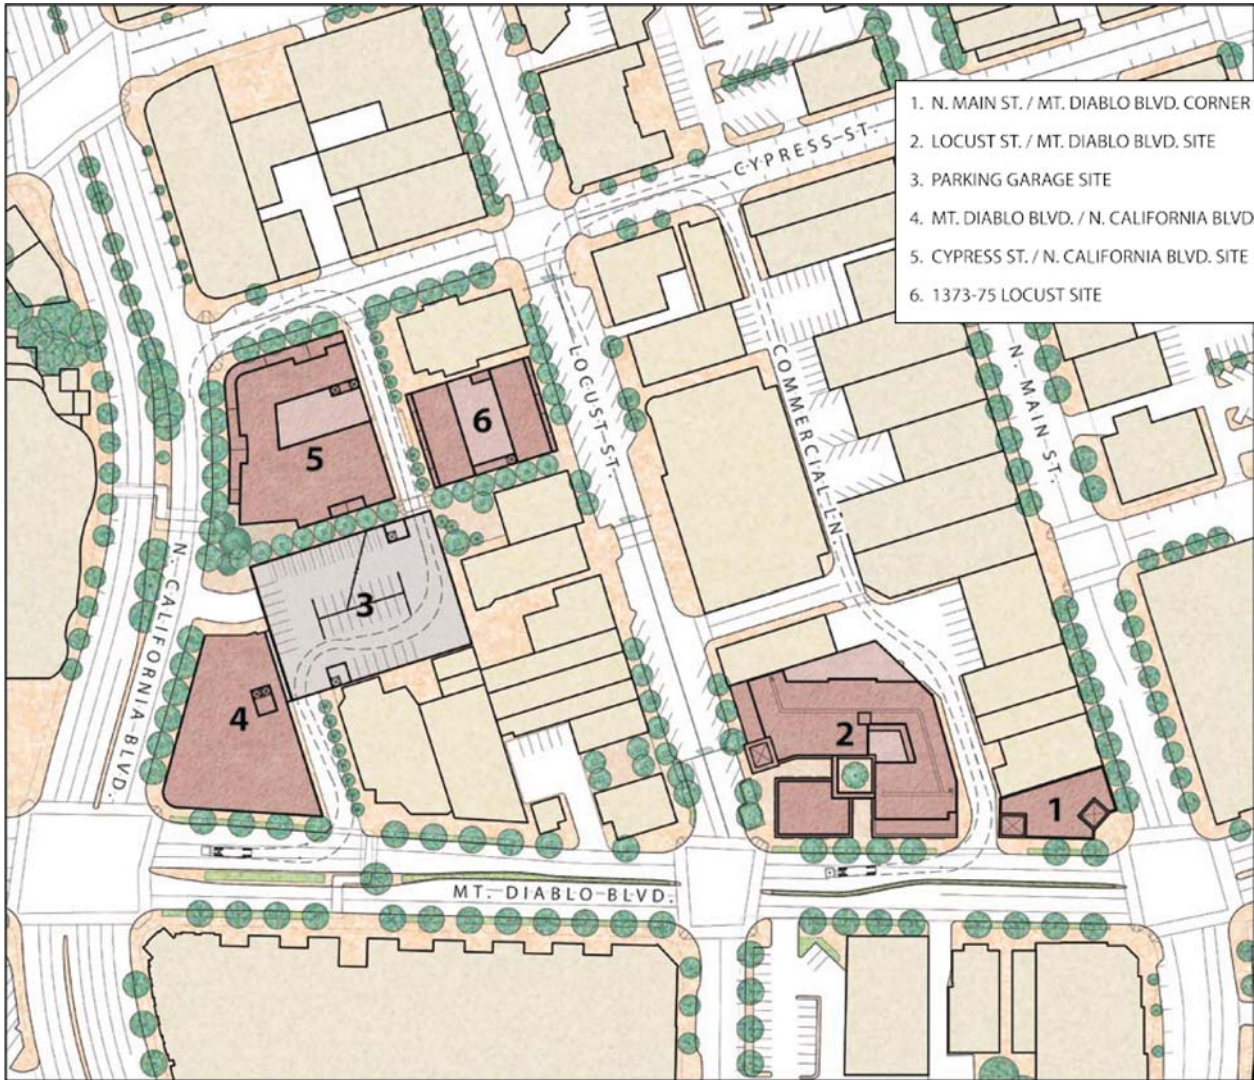 1. N. MAIN ST. / MT. DIABLO BLVD. CORNER
2. LOCUST ST. / MT. DIABLO BLVD. SITE
3. PARKING GARAGE SITE
4. MT. DIABLO BLVD. / N. CALIFORNIA BLVD
5. CYPRESS ST. / N. CALIFORNIA BLVD. SITE
6. 1373-75 LOCUST SITE
CYPRESS ST.
LOCUST ST.
COMMERCIAL LN.
N. MAIN ST.
N. CALIFORNIA BLVD.
MT. DIABLO BLVD.
5
6
3
4
2
1